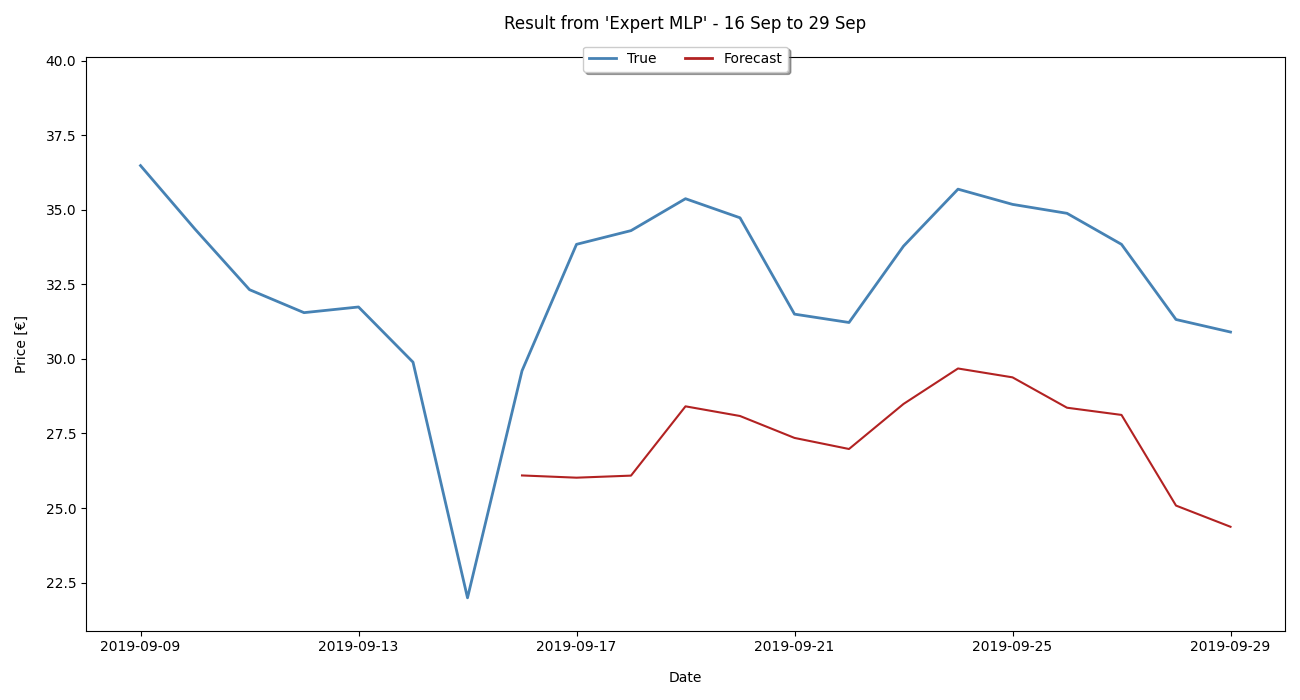 Result from 'Expert MLP' - 16 Sep to 29 Sep
True Forecast
40.0
37.5
35.0
32.5
30.0
27.5
25.0
22.5
Price [€]
2019-09-09 2019-09-13 2019-09-17 2019-09-21 2019-09-25 2019-09-29
Date